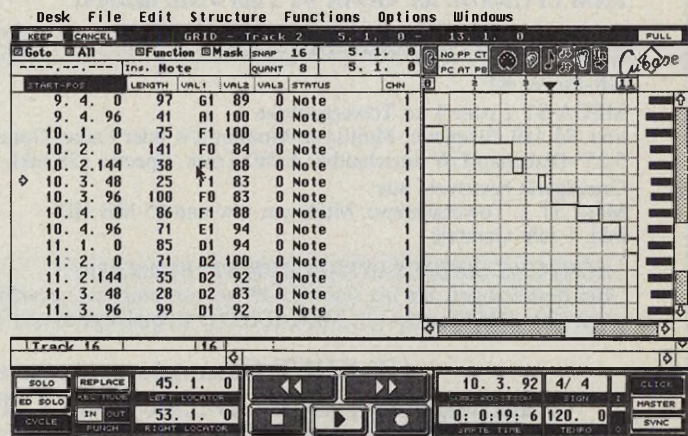 Desk File Edit Structure Functions Options Windows
KEEP CANCEL GRID - Track 2 5. 1. 0 - 13. 1. 0 FULL
Goto All Function Mask SNAP 16 5. 1. 0 NO PP CT
--.--.--- Ins. Note QUANT 8 5. 1. 0 PC AT PB Cubase
START-POS LENGTH VAL1 VAL2 VAL3 STATUS CHN 3 4 11
9. 4. 0 97 G1 89 0 Note 1
9. 4. 96 41 A1 100 0 Note 1
10. 1. 0 75 F1 100 0 Note 1
10. 2. 0 141 F0 84 0 Note 1
10. 2.144 38 F1 88 0 Note 1
10. 3. 48 25 F1 83 0 Note 1
10. 3. 96 100 F0 83 0 Note 1
10. 4. 0 86 E0 88 0 Note 1
10. 4. 96 71 E1 94 0 Note 1
11. 1. 0 85 D1 94 0 Note 1
11. 2. 0 71 D2 100 0 Note 1
11. 2.144 35 D2 92 0 Note 1
11. 3. 48 28 D2 83 0 Note 1
11. 3. 96 99 D1 92 0 Note 1
Track 16 16
SOLO REPLACE 45. 1. 0 10. 3. 92 4/ 4 CLICK
ED SOLO REC MODE LEFT LOCATOR SONG POSITION SIGN MASTER
CYCLE IN OUT 53. 1. 0 0: 0:19: 6 120. 0 SYNC
PUNCH RIGHT LOCATOR SMPTE TIME TEMPO